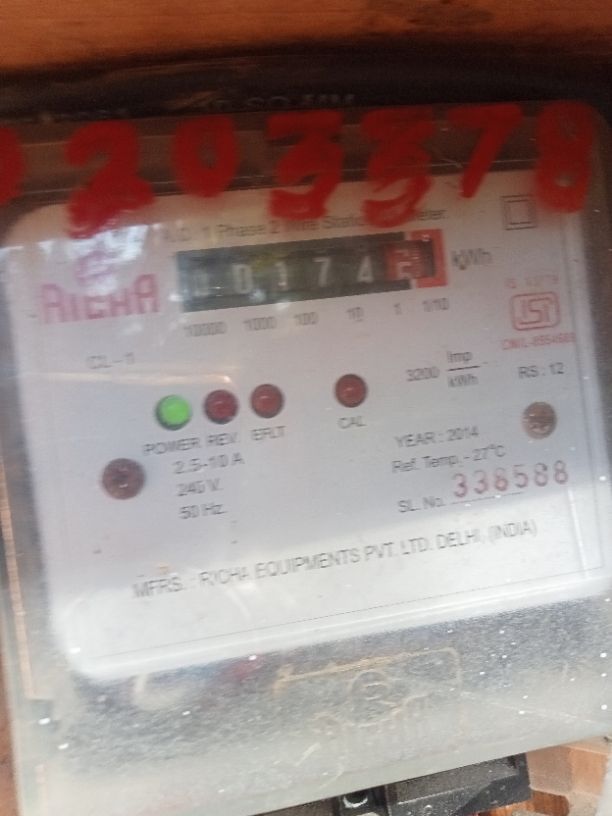 203378
A.C. 1 Phase 2 Wire Static Meter
RICHA
00374
kWh
10000 1000 100 10 1 1/10
CL-1
3200 Imp/kWh
RS : 12
POWER REV. E/FLT CAL
2.5-10 A
240 V.
50 Hz.
YEAR : 2014
Ref. Temp. - 27°C
SL. No. 338588
MFRS. : RICHA EQUIPMENTS PVT. LTD. DELHI, (INDIA)